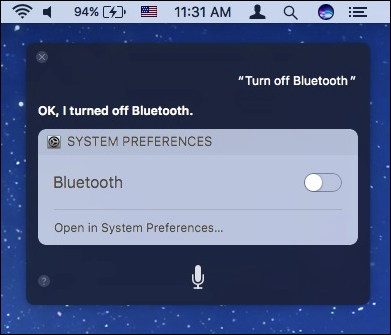 94% 11:31 AM
“Turn off Bluetooth”
OK, I turned off Bluetooth.
SYSTEM PREFERENCES
Bluetooth
Open in System Preferences...
?